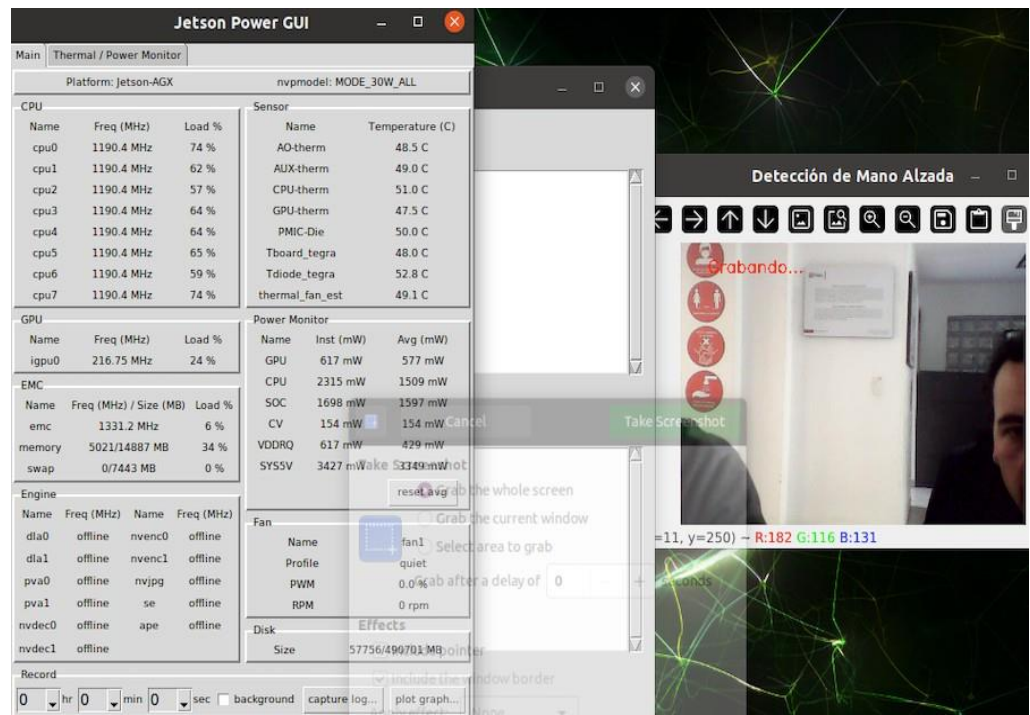 Jetson Power GUI
Main Thermal / Power Monitor
Platform: Jetson-AGX nvpmodel: MODE_30W_ALL
CPU
Name Freq (MHz) Load %
cpu0 1190.4 MHz 74 %
cpu1 1190.4 MHz 62 %
cpu2 1190.4 MHz 57 %
cpu3 1190.4 MHz 64 %
cpu4 1190.4 MHz 64 %
cpu5 1190.4 MHz 65 %
cpu6 1190.4 MHz 59 %
cpu7 1190.4 MHz 74 %
Sensor
Name Temperature (C)
AO-therm 48.5 C
AUX-therm 49.0 C
CPU-therm 51.0 C
GPU-therm 47.5 C
PMIC-Die 50.0 C
Tboard_tegra 48.0 C
Tdiode_tegra 52.8 C
thermal_fan_est 49.1 C
GPU
Name Freq (MHz) Load %
igpu0 216.75 MHz 24 %
EMC
Name Freq (MHz) / Size (MB) Load %
emc 1331.2 MHz 6 %
memory 5021/14887 MB 34 %
swap 0/7443 MB 0 %
Power Monitor
Name Inst (mW) Avg (mW)
GPU 617 mW 577 mW
CPU 2315 mW 1509 mW
SOC 1698 mW 1597 mW
CV 154 mW 154 mW
VDDRQ 617 mW 429 mW
SYS5V 3427 mW 3349 mW
reset avg
Engine
Name Freq (MHz) Name Freq (MHz)
dla0 offline nvenc0 offline
dla1 offline nvenc1 offline
pva0 offline nvjpg offline
pva1 offline se offline
nvdec0 offline ape offline
nvdec1 offline
Fan
Name fan1
Profile quiet
PWM 0.0 %
RPM 0 rpm
Disk
Size 57756/490701 MB
Record
0 hr 0 min 0 sec background capture log... plot graph...
Cancel Take Screenshot
Take Screenshot
Grab the whole screen
Grab the current window
Select area to grab
Grab after a delay of 0 - + seconds
Effects
pointer
Include the window border
None
Detección de Mano Alzada
Grabando...
=11, y=250) ~ R:182 G:116 B:131